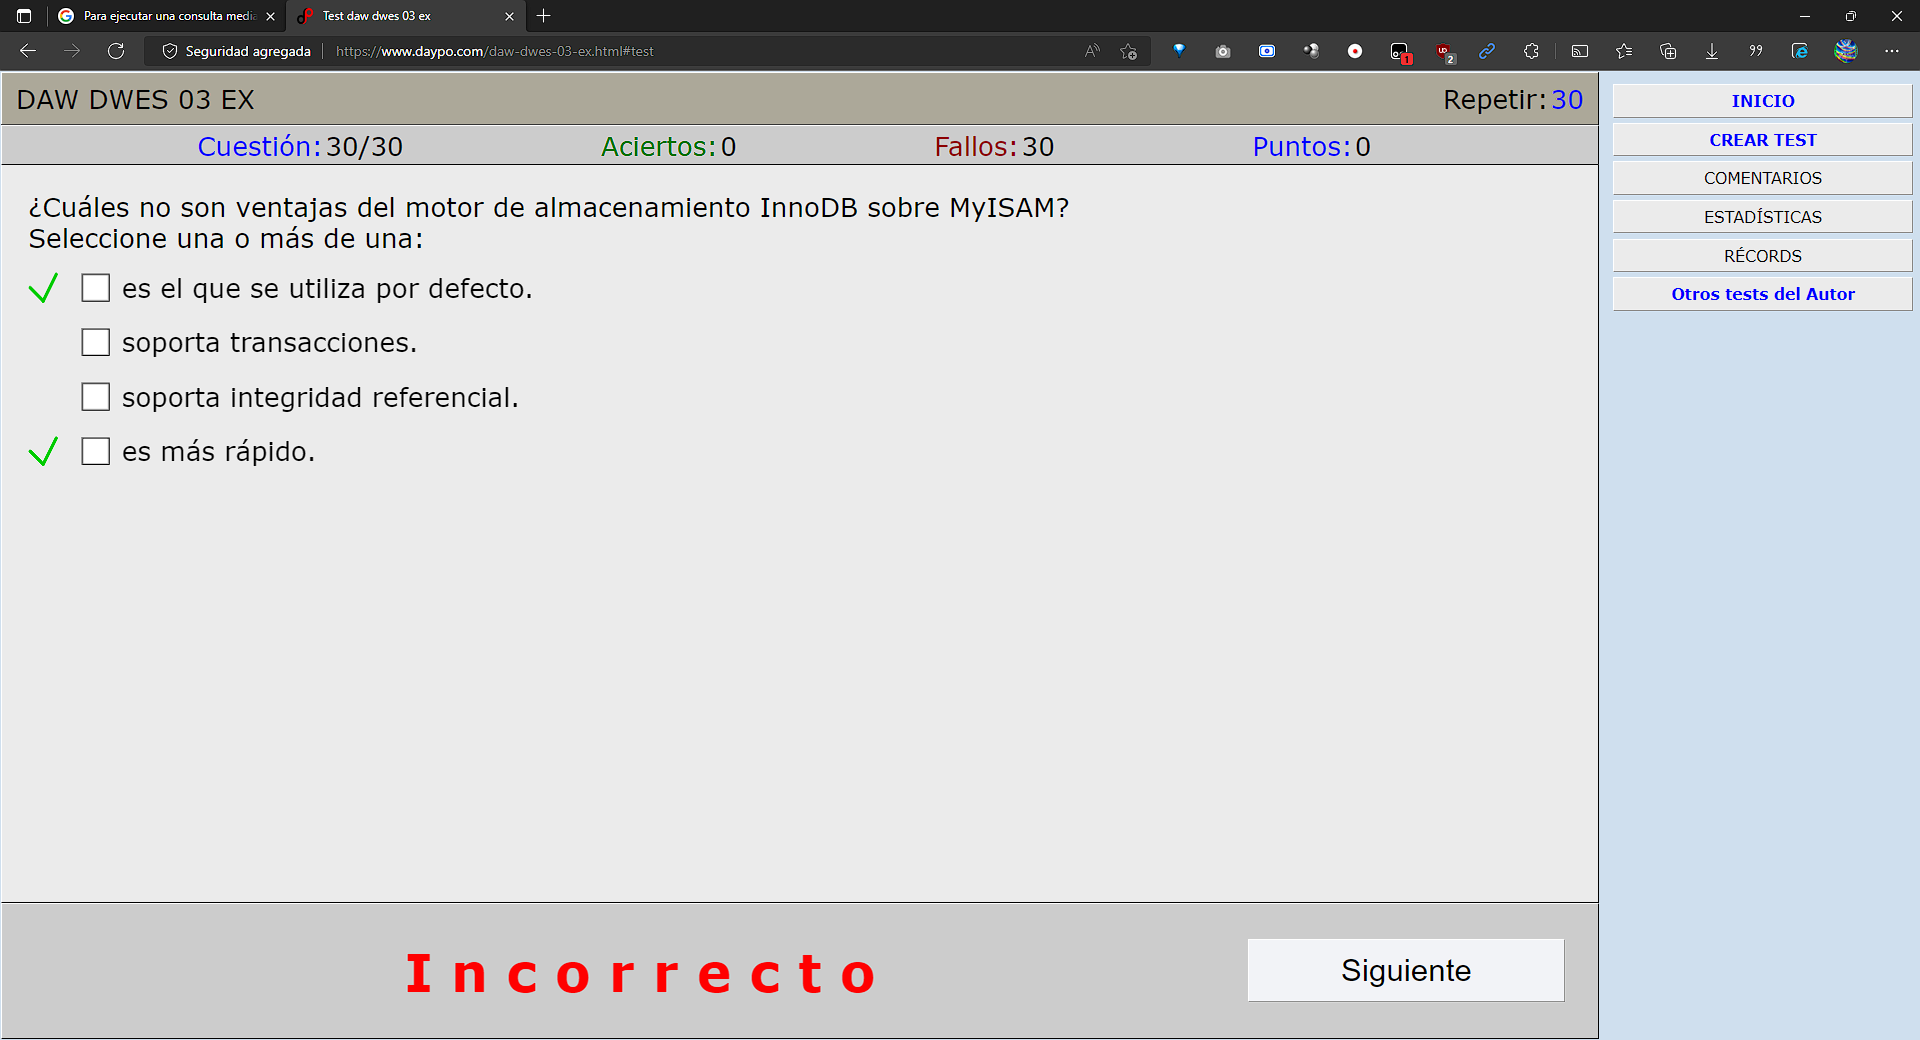 Para ejecutar una consulta media
Test daw dwes 03 ex
Seguridad agregada
https://www.daypo.com/daw-dwes-03-ex.html#test
1
2
DAW DWES 03 EX
Repetir: 30
Cuestión: 30/30
Aciertos: 0
Fallos: 30
Puntos: 0
¿Cuáles no son ventajas del motor de almacenamiento InnoDB sobre MyISAM?
Seleccione una o más de una:
es el que se utiliza por defecto.
soporta transacciones.
soporta integridad referencial.
es más rápido.
Incorrecto
Siguiente
INICIO
CREAR TEST
COMENTARIOS
ESTADÍSTICAS
RÉCORDS
Otros tests del Autor